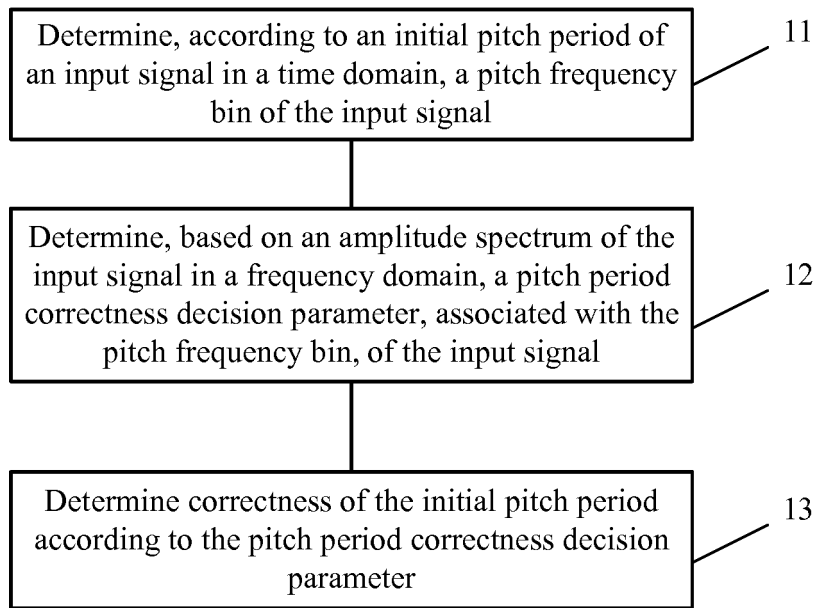 Determine, according to an initial pitch period of
an input signal in a time domain, a pitch frequency
bin of the input signal
11
Determine, based on an amplitude spectrum of the
input signal in a frequency domain, a pitch period
correctness decision parameter, associated with the
pitch frequency bin, of the input signal
12
Determine correctness of the initial pitch period
according to the pitch period correctness decision
parameter
13